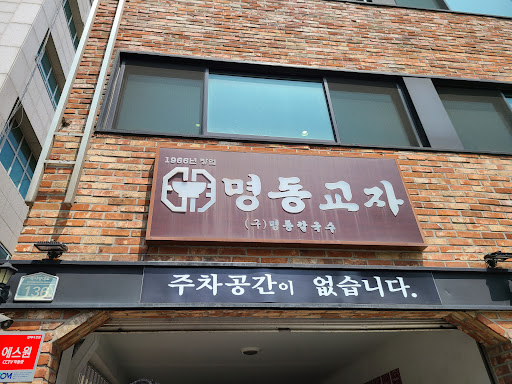 1966년 창업
명동교자
(구)명동칼국수
주차공간이 없습니다.
136
에스원